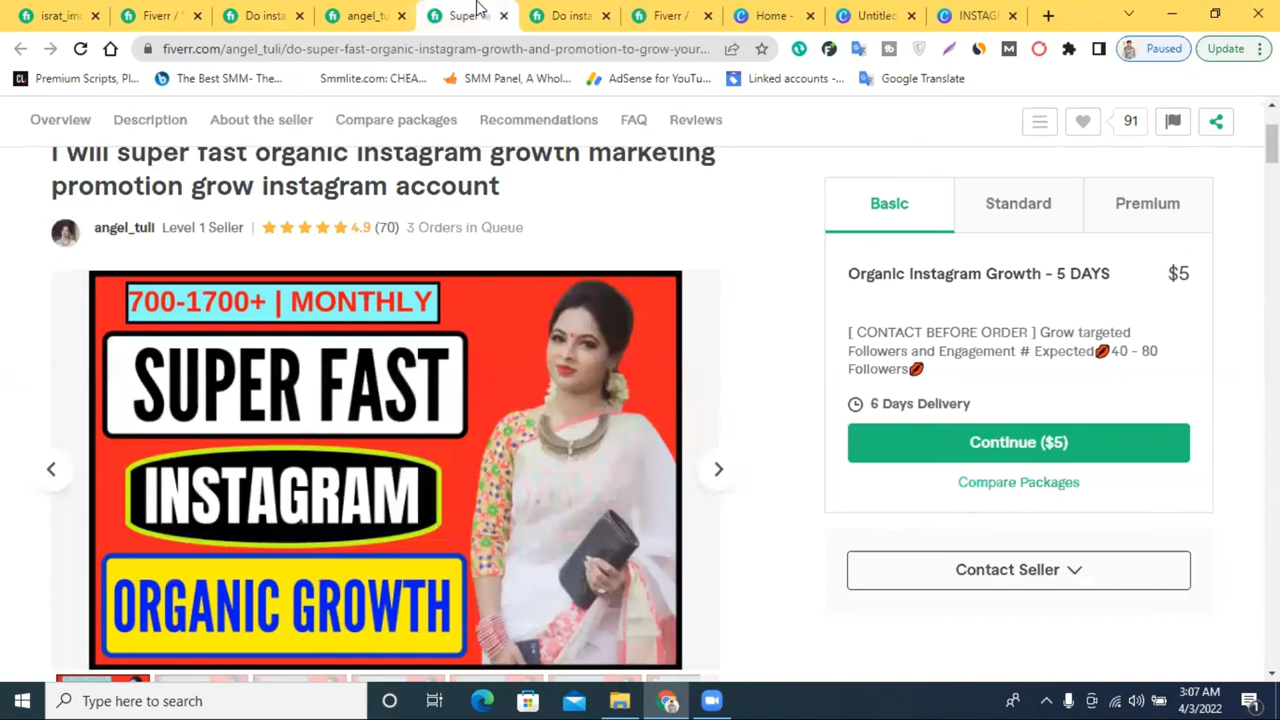 israt_imc
Fiverr /
Do insta
angel_tu
Super fa
Do insta
Fiverr /
Home -
Untitled
INSTAG
fiverr.com/angel_tuli/do-super-fast-organic-instagram-growth-and-promotion-to-grow-your...
Paused
Update
Premium Scripts, Pl...
The Best SMM- The...
Smmlite.com: CHEA...
SMM Panel, A Whol...
AdSense for YouTu...
Linked accounts -...
Google Translate
Overview
Description
About the seller
Compare packages
Recommendations
FAQ
Reviews
91
I will super fast organic instagram growth marketing
promotion grow instagram account
angel_tuli Level 1 Seller | 4.9 (70) 3 Orders in Queue
700-1700+ | MONTHLY
SUPER FAST
INSTAGRAM
ORGANIC GROWTH
Basic
Standard
Premium
Organic Instagram Growth - 5 DAYS $5
[ CONTACT BEFORE ORDER ] Grow targeted
Followers and Engagement # Expected💋40 - 80
Followers💋
6 Days Delivery
Continue ($5)
Compare Packages
Contact Seller
Type here to search
3:07 AM
4/3/2022
1